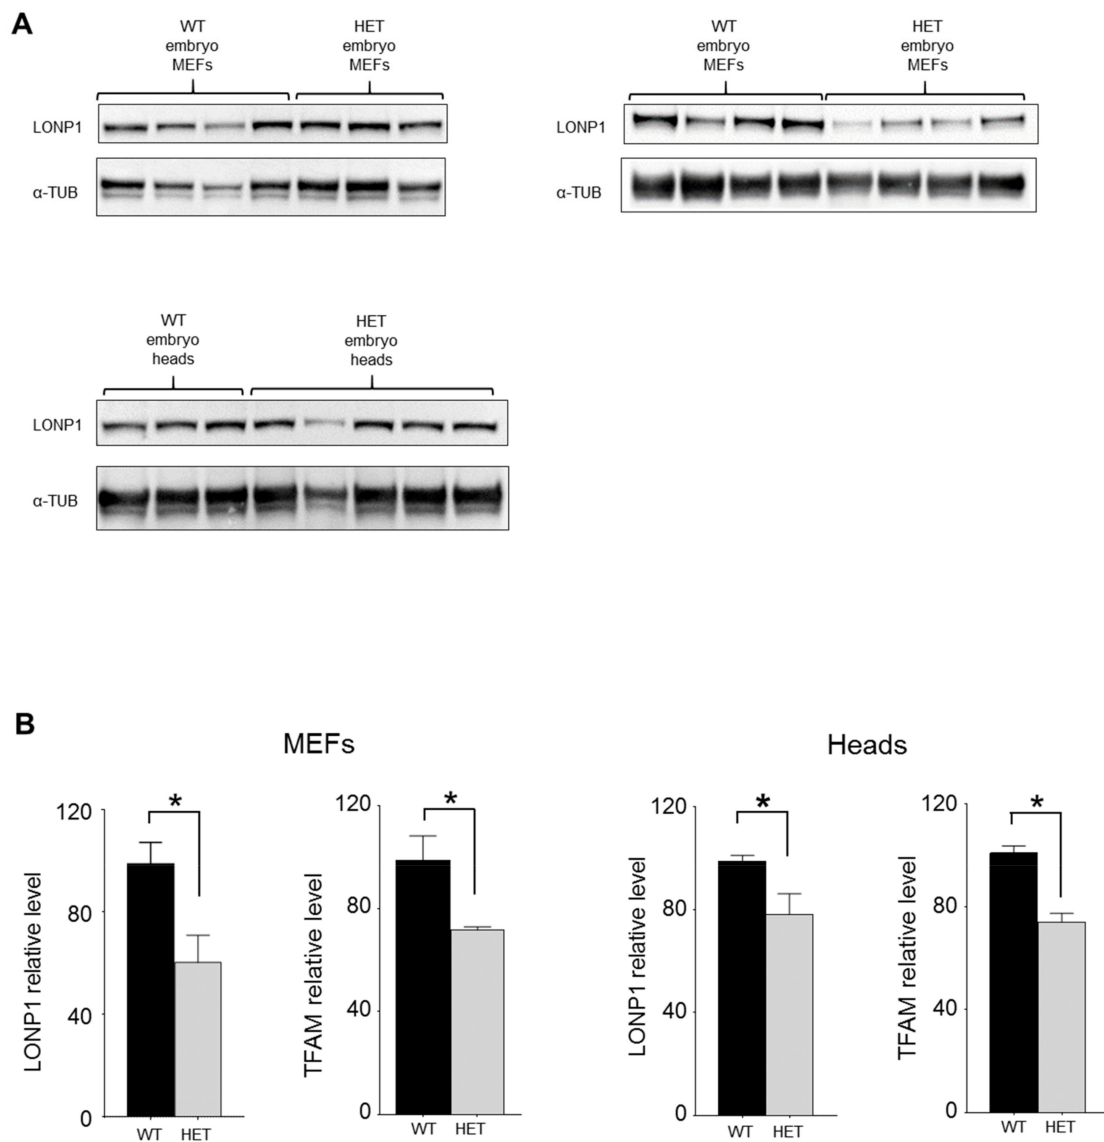 A
WT
embryo
MEFs
HET
embryo
MEFs
LONP1
α-TUB
WT
embryo
MEFs
HET
embryo
MEFs
LONP1
α-TUB
WT
embryo
heads
HET
embryo
heads
LONP1
α-TUB
B
MEFs
Heads
LONP1 relative level
120
80
40
0
*
WT HET
TFAM relative level
120
80
40
0
*
WT HET
LONP1 relative level
120
80
40
0
*
WT HET
TFAM relative level
120
80
40
0
*
WT HET